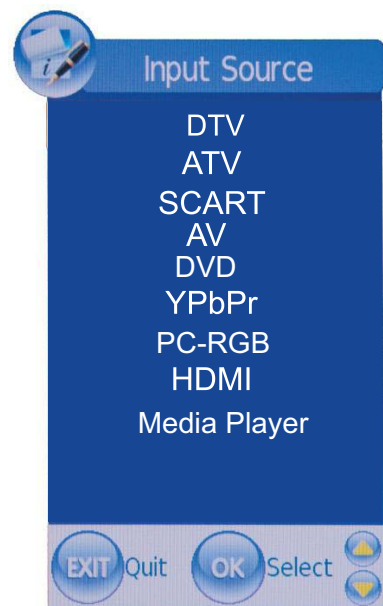 i
Input Source
DTV
ATV
SCART
AV
DVD
YPbPr
PC-RGB
HDMI
Media Player
EXIT Quit OK Select